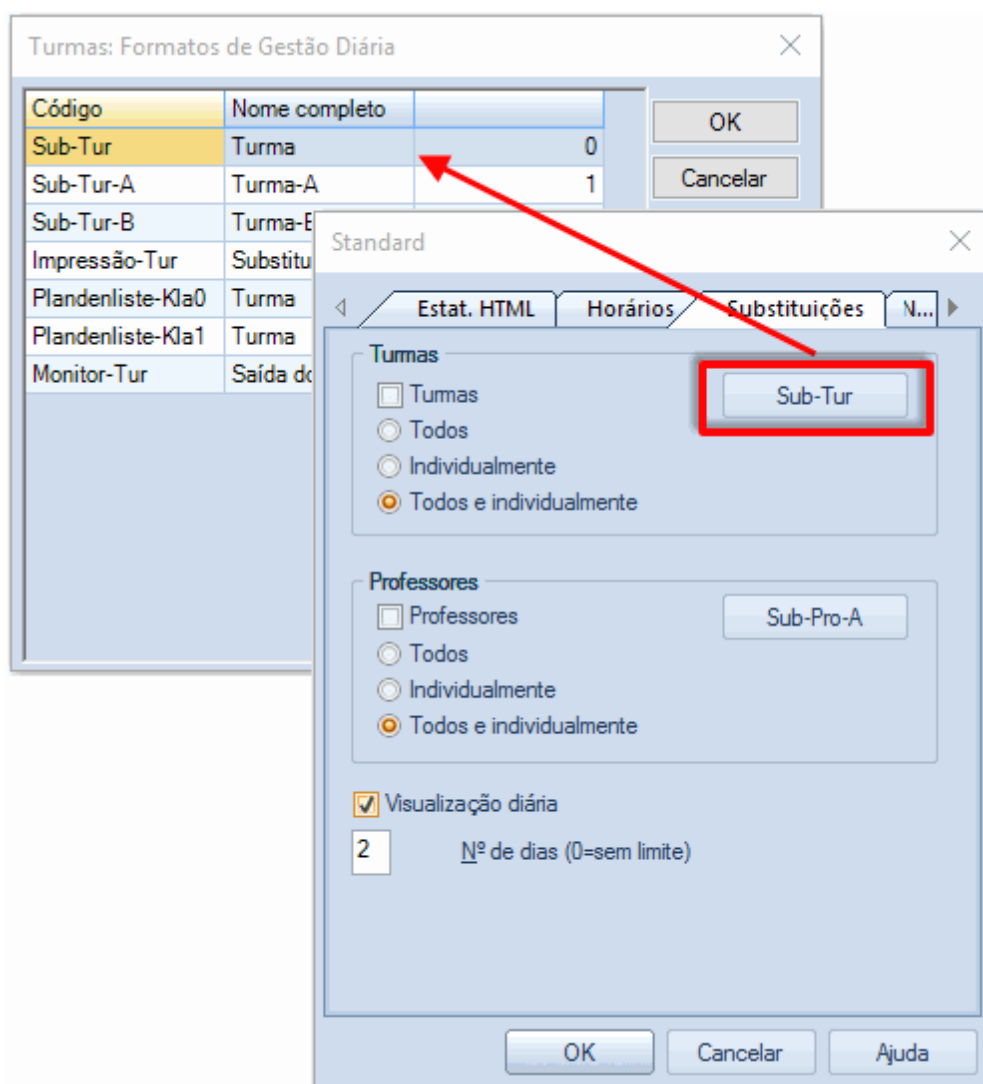 Turmas: Formatos de Gestão Diária
Código Nome completo
Sub-Tur Turma 0
Sub-Tur-A Turma-A 1
Sub-Tur-B
Impressão-Tur Substitu
Plandenliste-Kla0 Turma
Plandenliste-Kla1 Turma
Monitor-Tur Saída do
OK
Cancelar
Standard
Estat. HTML Horários Substituições N...
Turmas
Turmas
Sub-Tur
Todos
Individualmente
Todos e individualmente
Professores
Professores
Sub-Pro-A
Todos
Individualmente
Todos e individualmente
Visualização diária
2 Nº de dias (0=sem limite)
OK Cancelar Ajuda